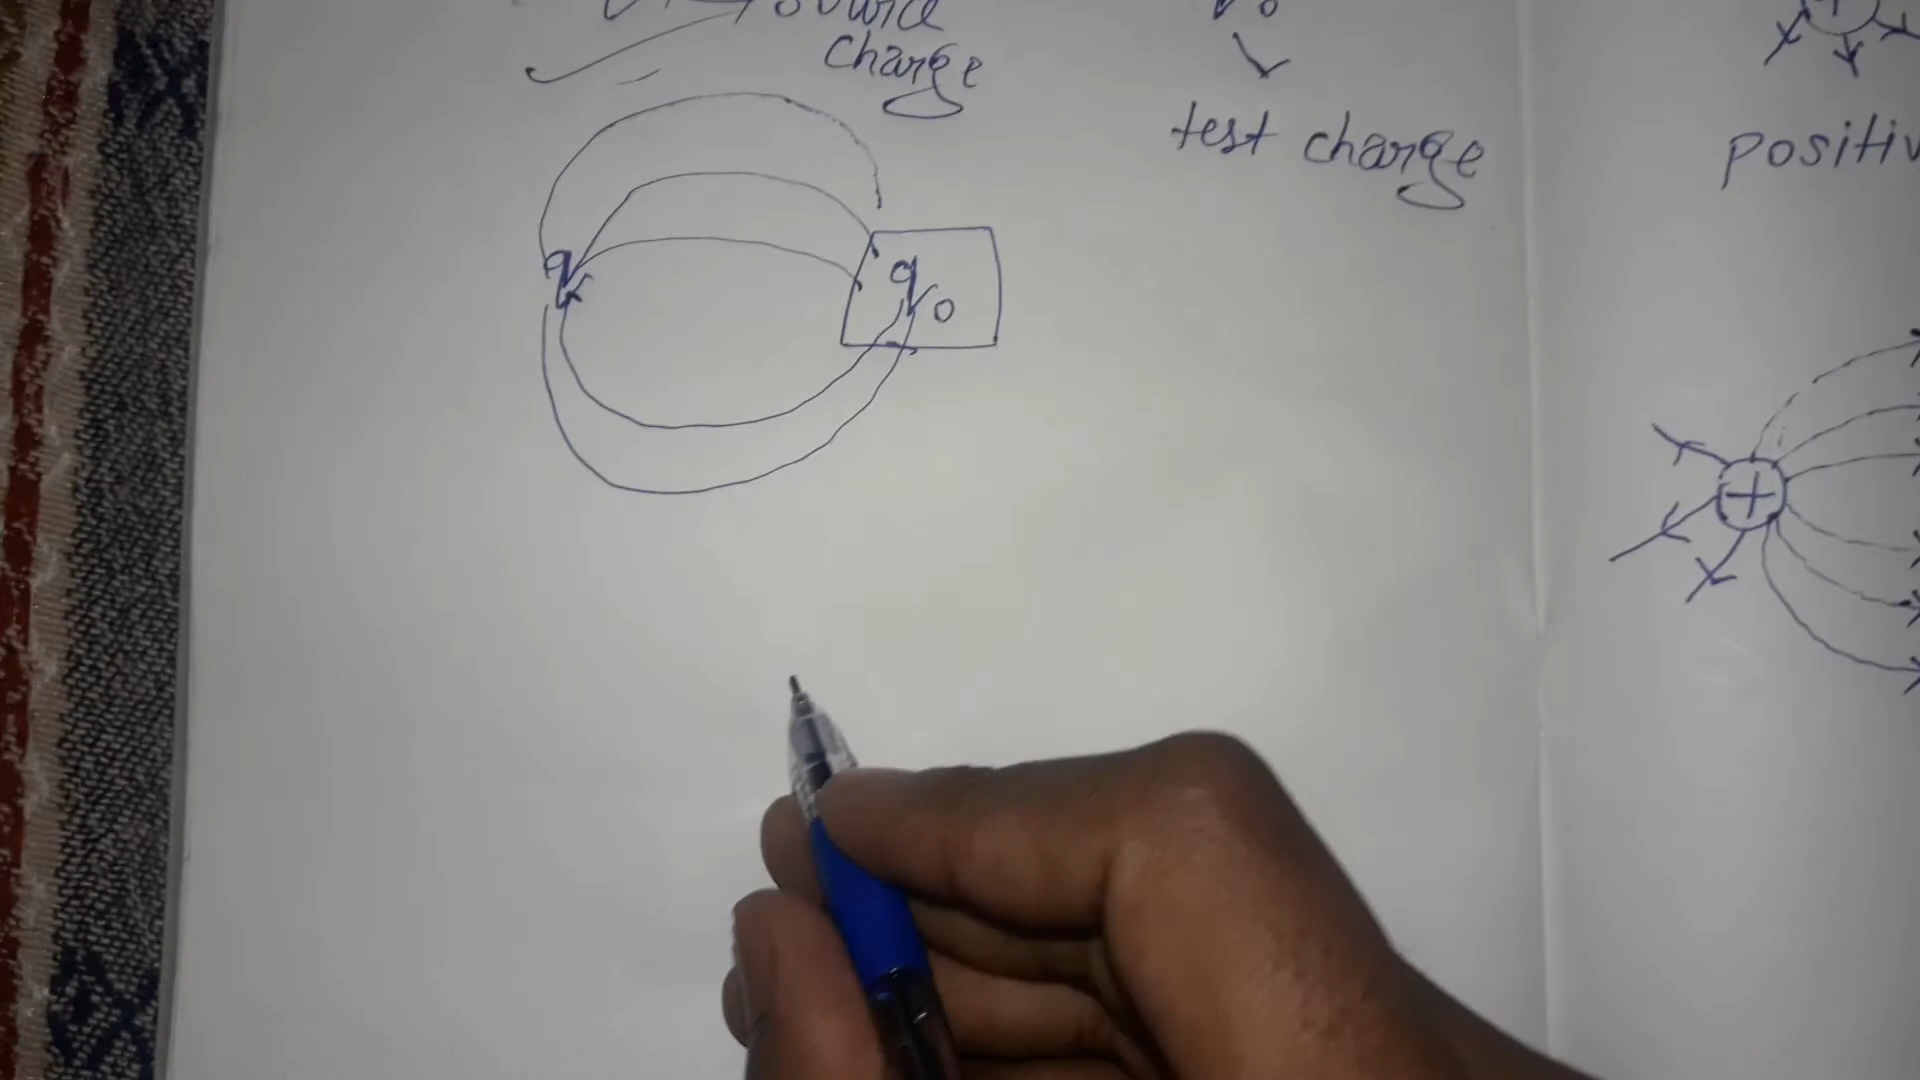 charge
test charge
positiv
q
q₀
+